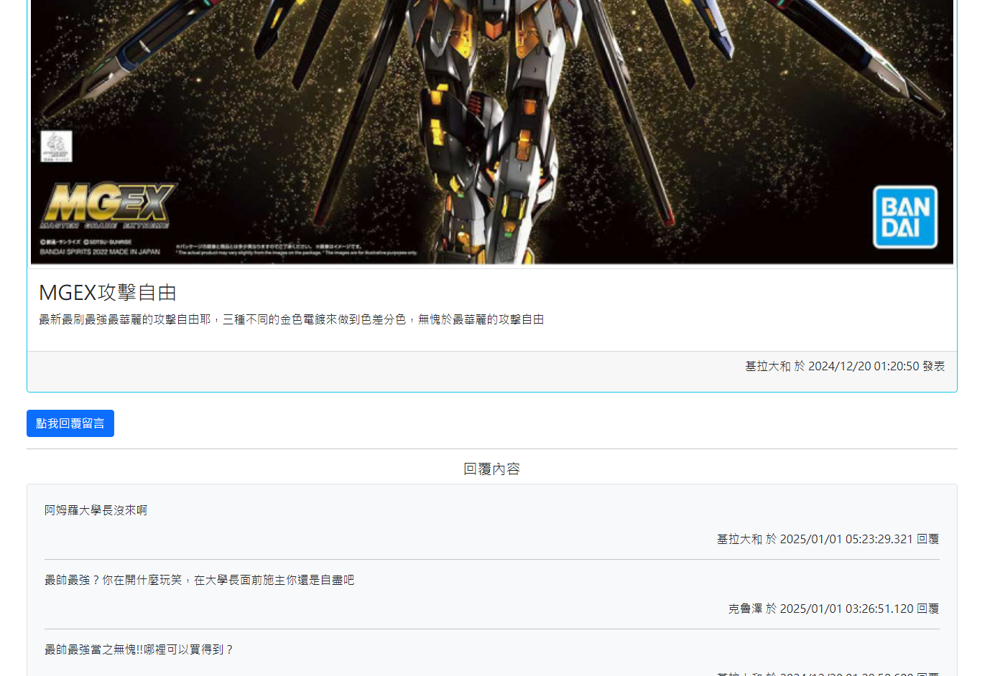 MGEX
MASTER GRADE EXTREME
©創通・サンライズ ©SOTSU・SUNRISE
BANDAI SPIRITS 2022 MADE IN JAPAN
※パッケージの画像と商品とは多少異なりますのでご了承ください。 ※画像はイメージです。
* The actual product may vary slightly from the images on the package. * The images are for illustrative purposes only.
BAN
DAI
MGEX攻擊自由
最新最刷最強最華麗的攻擊自由耶，三種不同的金色電鍍來做到色差分色，無愧於最華麗的攻擊自由
基拉大和 於 2024/12/20 01:20:50 發表
點我回覆留言
回覆內容
阿姆羅大學長沒來啊
基拉大和 於 2025/01/01 05:23:29.321 回覆
最帥最強？你在開什麼玩笑，在大學長面前施主你還是自盡吧
克魯澤 於 2025/01/01 03:26:51.120 回覆
最帥最強當之無愧!!哪裡可以買得到？